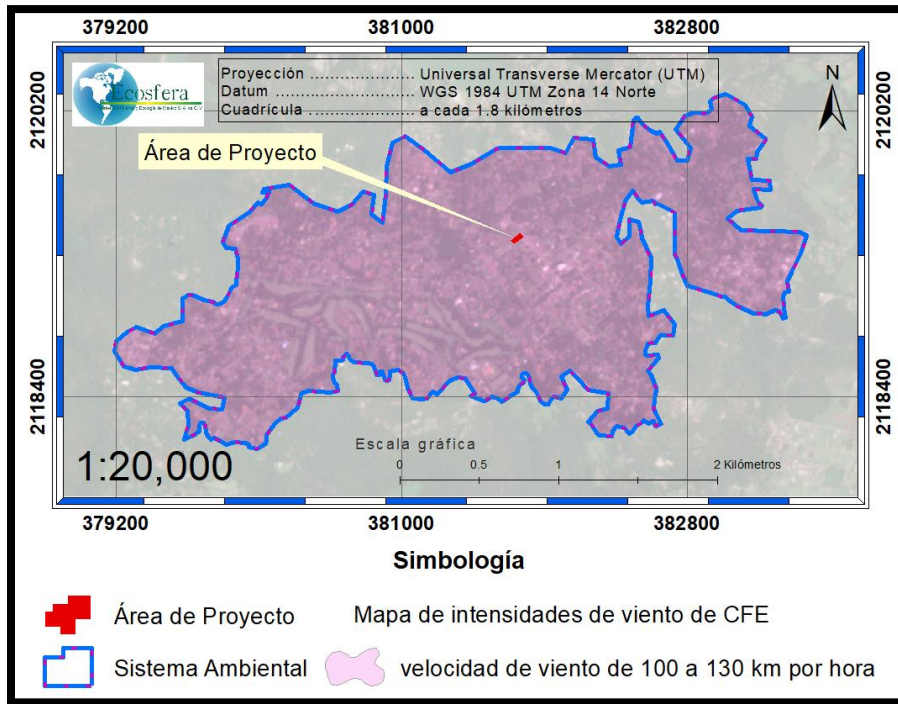 379200 381000 382800
2120200
2118400
2120200
2118400
Ecosfera
Proyección ..................... Universal Transverse Mercator (UTM)
Datum ..................... WGS 1984 UTM Zona 14 Norte
Cuadrícula ..................... a cada 1.8 kilómetros
N
Área de Proyecto
Escala gráfica
1:20,000
0 0.5 1 2 Kilómetros
379200 381000 382800
Simbología
Área de Proyecto Mapa de intensidades de viento de CFE
Sistema Ambiental velocidad de viento de 100 a 130 km por hora